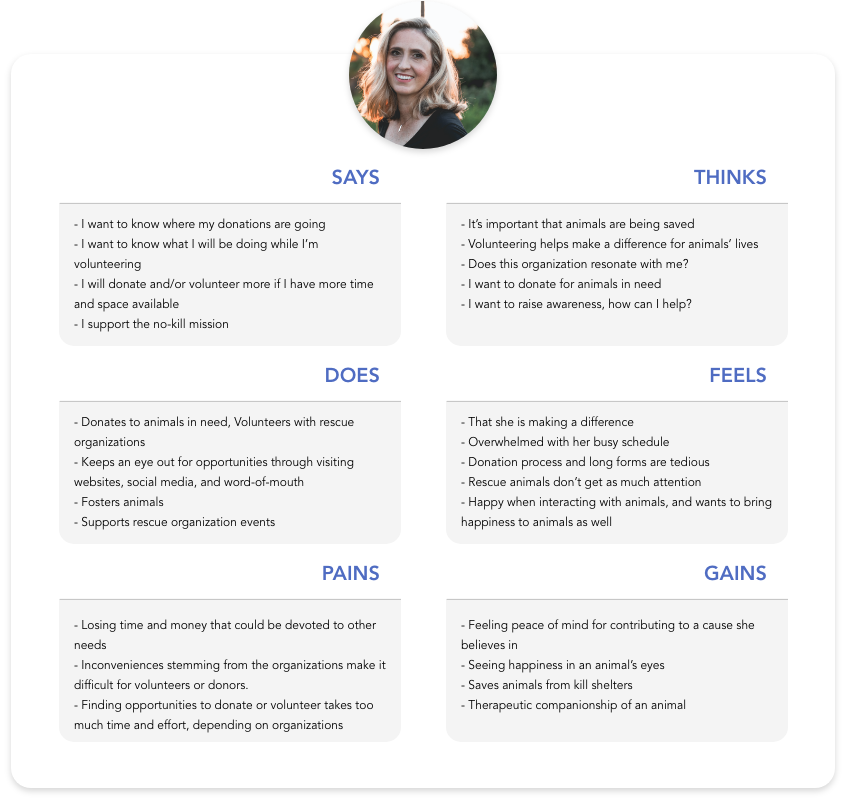 SAYS
- I want to know where my donations are going
- I want to know what I will be doing while I’m
volunteering
- I will donate and/or volunteer more if I have more time
and space available
- I support the no-kill mission
THINKS
- It’s important that animals are being saved
- Volunteering helps make a difference for animals’ lives
- Does this organization resonate with me?
- I want to donate for animals in need
- I want to raise awareness, how can I help?
DOES
- Donates to animals in need, Volunteers with rescue
organizations
- Keeps an eye out for opportunities through visiting
websites, social media, and word-of-mouth
- Fosters animals
- Supports rescue organization events
FEELS
- That she is making a difference
- Overwhelmed with her busy schedule
- Donation process and long forms are tedious
- Rescue animals don’t get as much attention
- Happy when interacting with animals, and wants to bring
happiness to animals as well
PAINS
- Losing time and money that could be devoted to other
needs
- Inconveniences stemming from the organizations make it
difficult for volunteers or donors.
- Finding opportunities to donate or volunteer takes too
much time and effort, depending on organizations
GAINS
- Feeling peace of mind for contributing to a cause she
believes in
- Seeing happiness in an animal’s eyes
- Saves animals from kill shelters
- Therapeutic companionship of an animal